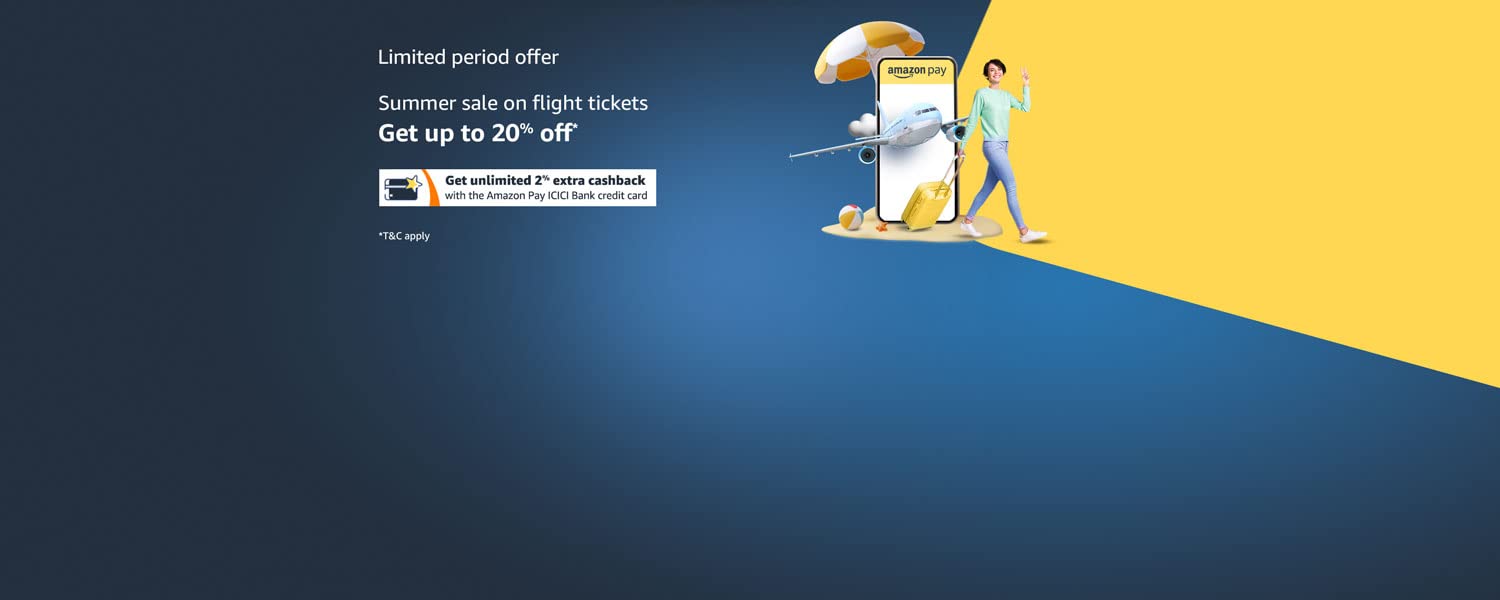 Limited period offer
Summer sale on flight tickets
Get up to 20% off*
Get unlimited 2% extra cashback
with the Amazon Pay ICICI Bank credit card
*T&C apply
amazon pay